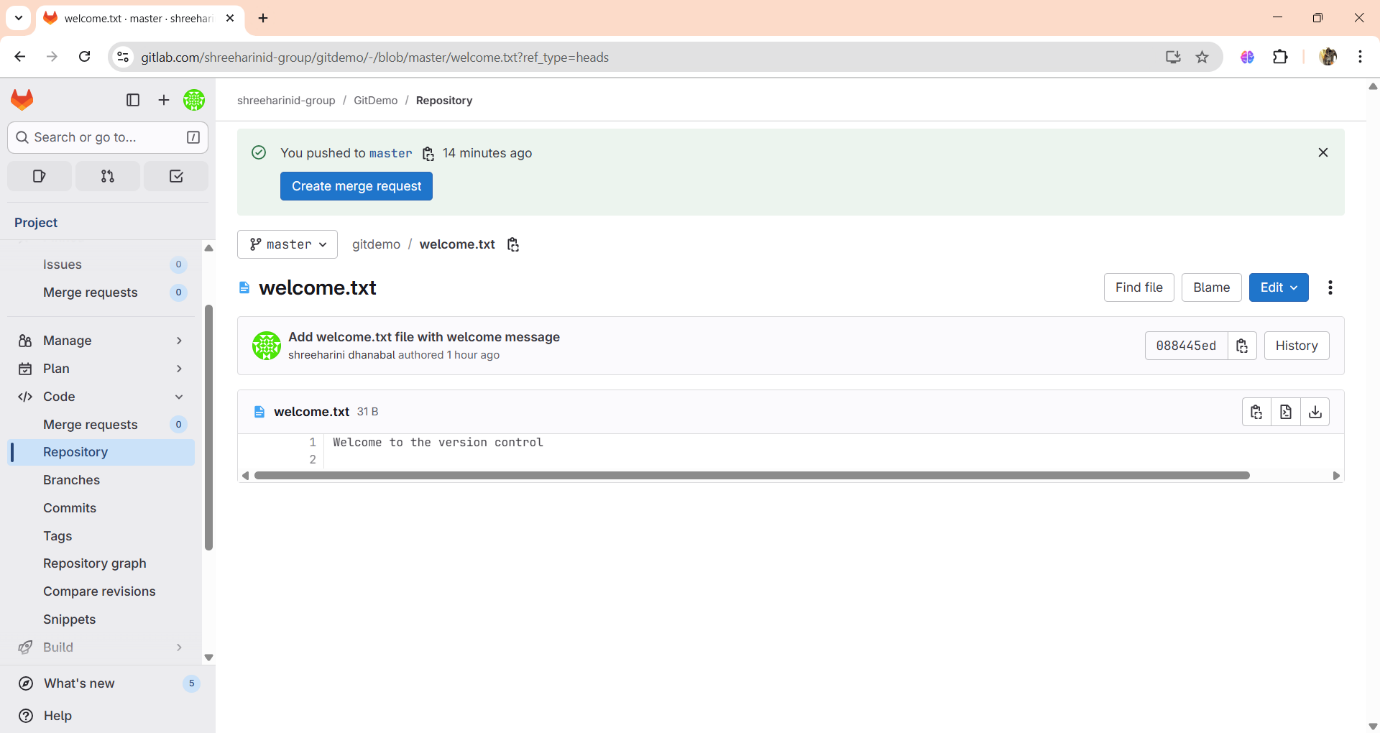 welcome.txt · master · shreehari
gitlab.com/shreeharinid-group/gitdemo/-/blob/master/welcome.txt?ref_type=heads
Search or go to... /
Project
Issues 0
Merge requests 0
Manage
Plan
Code
Merge requests 0
Repository
Branches
Commits
Tags
Repository graph
Compare revisions
Snippets
Build
What's new 5
Help
shreeharinid-group / GitDemo / Repository
You pushed to master 14 minutes ago
Create merge request
master gitdemo / welcome.txt
welcome.txt Find file Blame Edit
Add welcome.txt file with welcome message
shreeharini dhanabal authored 1 hour ago
088445ed History
welcome.txt 31 B
1 Welcome to the version control
2